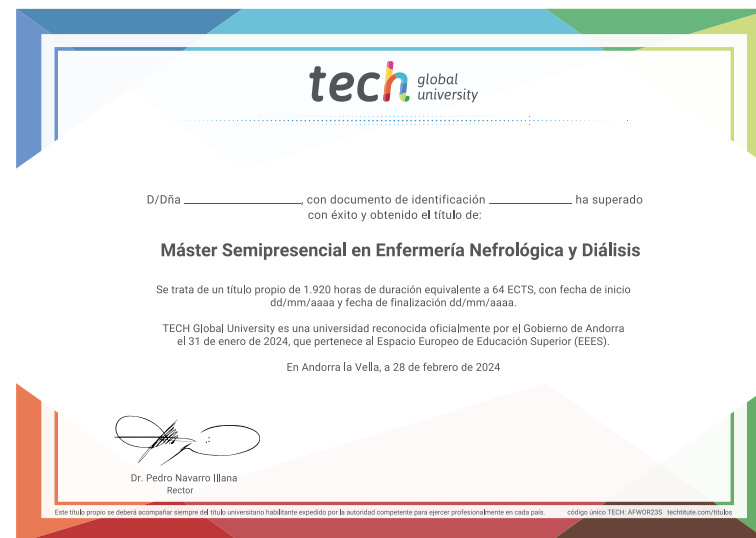 tech global university
D/Dña ____________________, con documento de identificación ______________ ha superado
con éxito y obtenido el título de:
Máster Semipresencial en Enfermería Nefrológica y Diálisis
Se trata de un título propio de 1.920 horas de duración equivalente a 64 ECTS, con fecha de inicio
dd/mm/aaaa y fecha de finalización dd/mm/aaaa.
TECH Global University es una universidad reconocida oficialmente por el Gobierno de Andorra
el 31 de enero de 2024, que pertenece al Espacio Europeo de Educación Superior (EEES).
En Andorra la Vella, a 28 de febrero de 2024
Dr. Pedro Navarro Illana
Rector
Este título propio se deberá acompañar siempre del título universitario habilitante expedido por la autoridad competente para ejercer profesionalmente en cada país. código único TECH: AFWOR23S techtitute.com/titulos